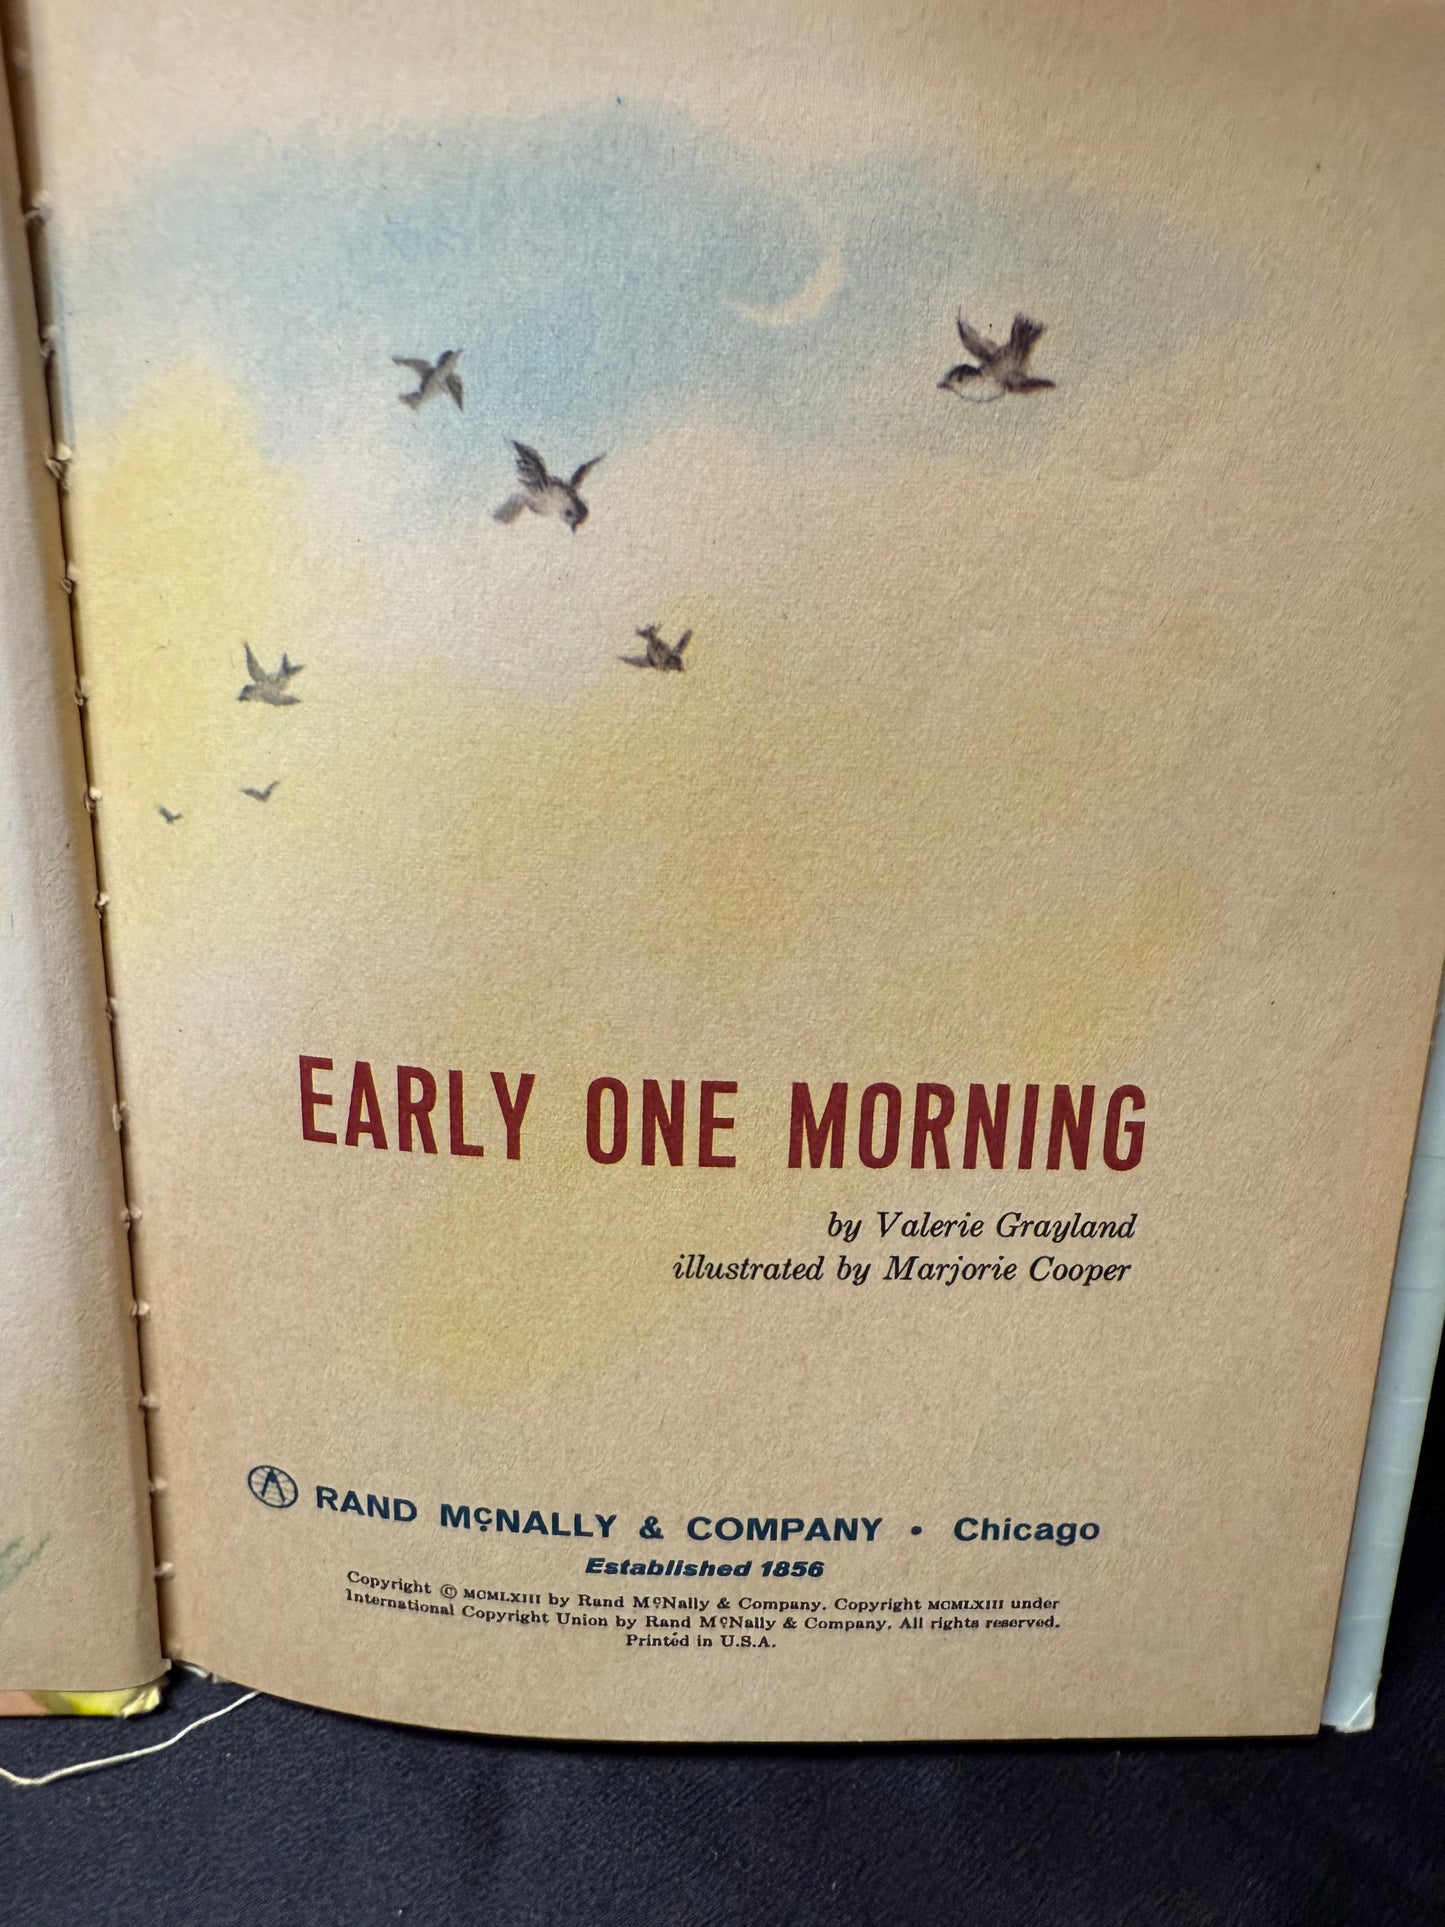 EARLY ONE MORNING
by Valerie Grayland
illustrated by Marjorie Cooper
RAND McNALLY & COMPANY • Chicago
Established 1856
Copyright © MCMLXIII by Rand McNally & Company. Copyright MCMLXIII under
International Copyright Union by Rand McNally & Company. All rights reserved.
Printed in U.S.A.